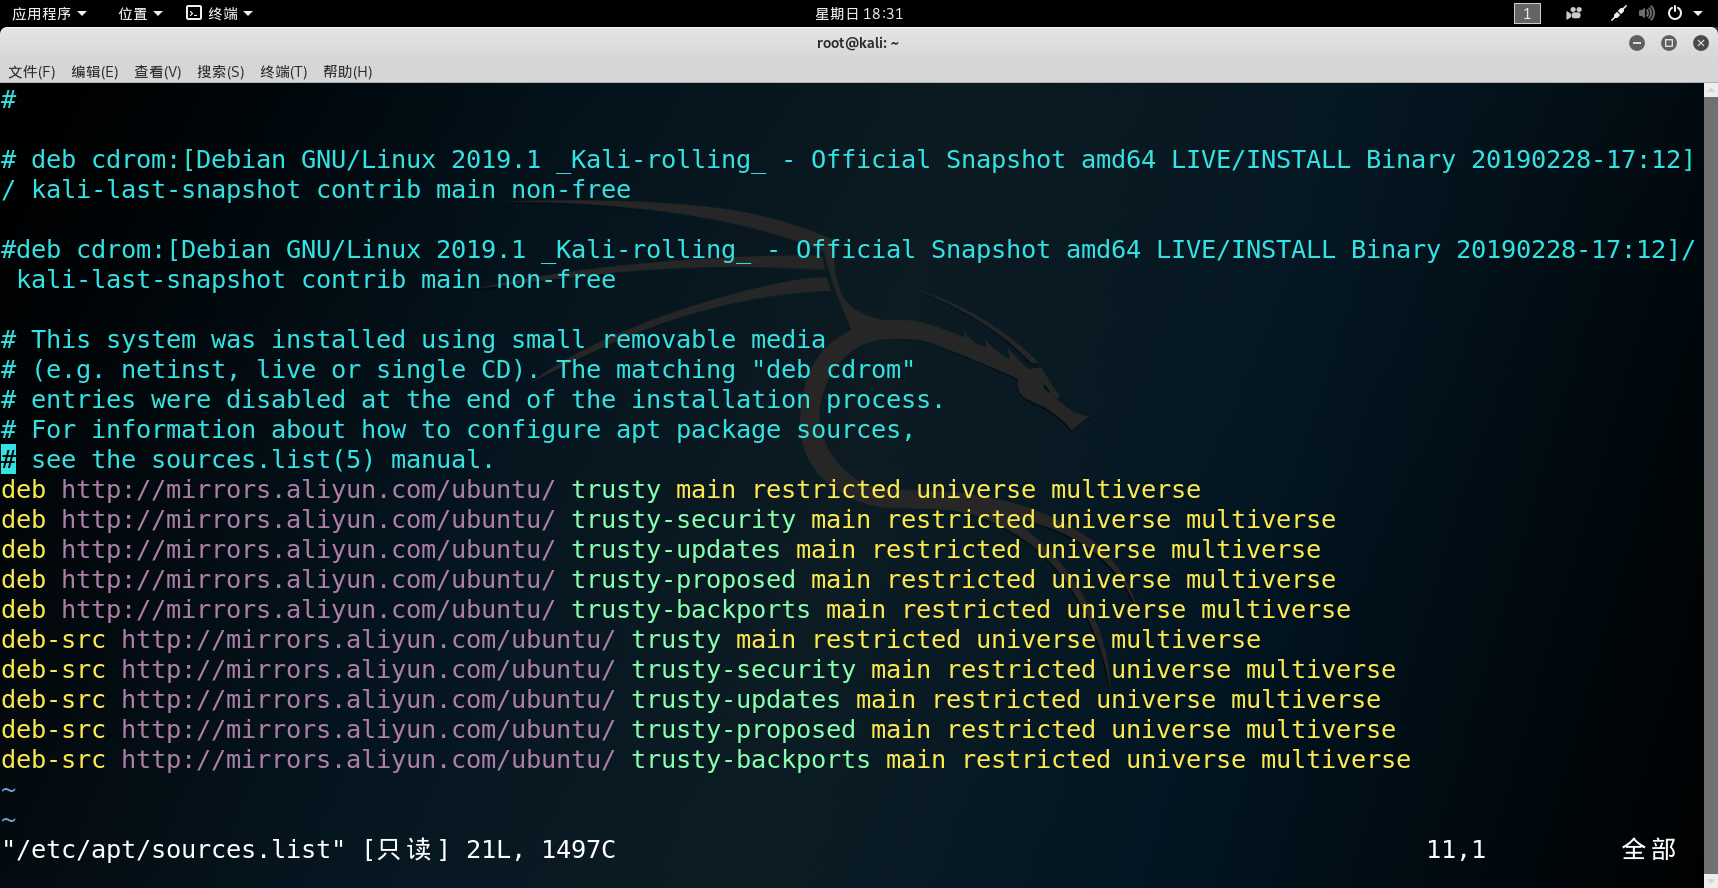 应用程序 位置 终端 星期日 18:31 1
root@kali: ~
文件(F) 编辑(E) 查看(V) 搜索(S) 终端(T) 帮助(H)
#
# deb cdrom:[Debian GNU/Linux 2019.1 _Kali-rolling_ - Official Snapshot amd64 LIVE/INSTALL Binary 20190228-17:12]
/ kali-last-snapshot contrib main non-free
#deb cdrom:[Debian GNU/Linux 2019.1 _Kali-rolling_ - Official Snapshot amd64 LIVE/INSTALL Binary 20190228-17:12]/
kali-last-snapshot contrib main non-free
# This system was installed using small removable media
# (e.g. netinst, live or single CD). The matching "deb cdrom"
# entries were disabled at the end of the installation process.
# For information about how to configure apt package sources,
# see the sources.list(5) manual.
deb http://mirrors.aliyun.com/ubuntu/ trusty main restricted universe multiverse
deb http://mirrors.aliyun.com/ubuntu/ trusty-security main restricted universe multiverse
deb http://mirrors.aliyun.com/ubuntu/ trusty-updates main restricted universe multiverse
deb http://mirrors.aliyun.com/ubuntu/ trusty-proposed main restricted universe multiverse
deb http://mirrors.aliyun.com/ubuntu/ trusty-backports main restricted universe multiverse
deb-src http://mirrors.aliyun.com/ubuntu/ trusty main restricted universe multiverse
deb-src http://mirrors.aliyun.com/ubuntu/ trusty-security main restricted universe multiverse
deb-src http://mirrors.aliyun.com/ubuntu/ trusty-updates main restricted universe multiverse
deb-src http://mirrors.aliyun.com/ubuntu/ trusty-proposed main restricted universe multiverse
deb-src http://mirrors.aliyun.com/ubuntu/ trusty-backports main restricted universe multiverse
~
~
"/etc/apt/sources.list" [只读] 21L, 1497C 11,1 全部